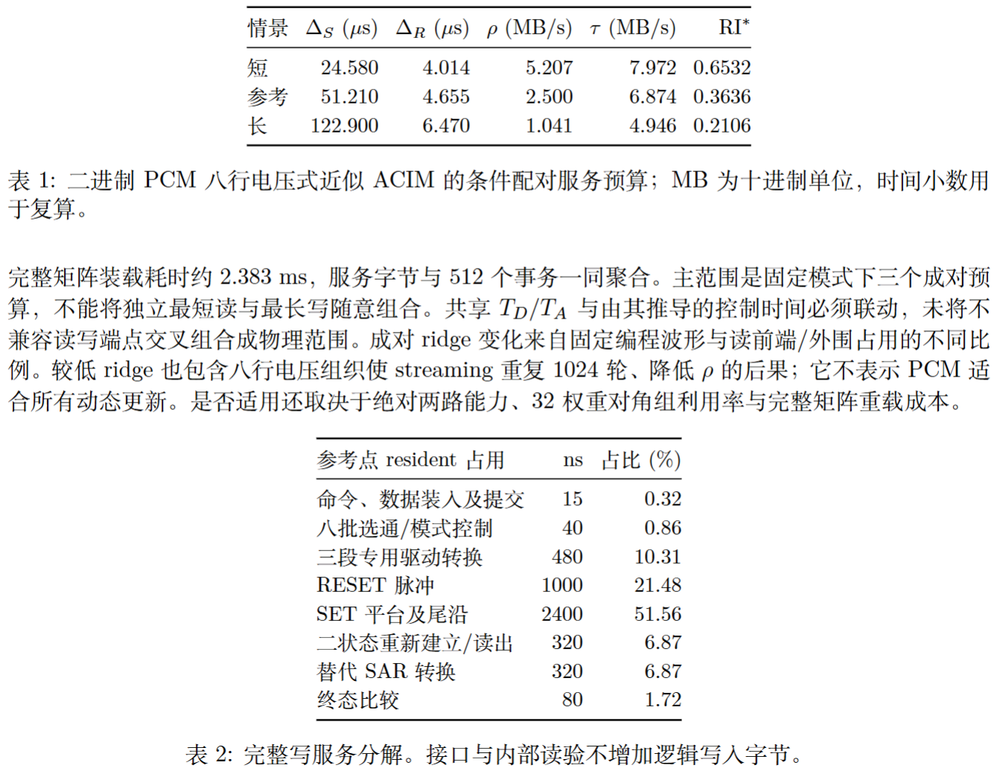 情景 Δ_S (μs) Δ_R (μs) ρ (MB/s) τ (MB/s) RI*
短 24.580 4.014 5.207 7.972 0.6532
参考 51.210 4.655 2.500 6.874 0.3636
长 122.900 6.470 1.041 4.946 0.2106
表 1: 二进制 PCM 八行电压式近似 ACIM 的条件配对服务预算；MB 为十进制单位，时间小数用
于复算。
完整矩阵装载耗时约 2.383 ms，服务字节与 512 个事务一同聚合。主范围是固定模式下三个成对预
算，不能将独立最短读与最长写随意组合。共享 T_D/T_A 与由其推导的控制时间必须联动，未将不
兼容读写端点交叉组合成物理范围。成对 ridge 变化来自固定编程波形与读前端/外围占用的不同比
例。较低 ridge 也包含八行电压组织使 streaming 重复 1024 轮、降低 ρ 的后果；它不表示 PCM 适
合所有动态更新。是否适用还取决于绝对两路能力、32 权重对角组利用率与完整矩阵重载成本。
参考点 resident 占用 ns 占比 (%)
命令、数据装入及提交 15 0.32
八批选通/模式控制 40 0.86
三段专用驱动转换 480 10.31
RESET 脉冲 1000 21.48
SET 平台及尾沿 2400 51.56
二状态重新建立/读出 320 6.87
替代 SAR 转换 320 6.87
终态比较 80 1.72
表 2: 完整写服务分解。接口与内部读验不增加逻辑写入字节。